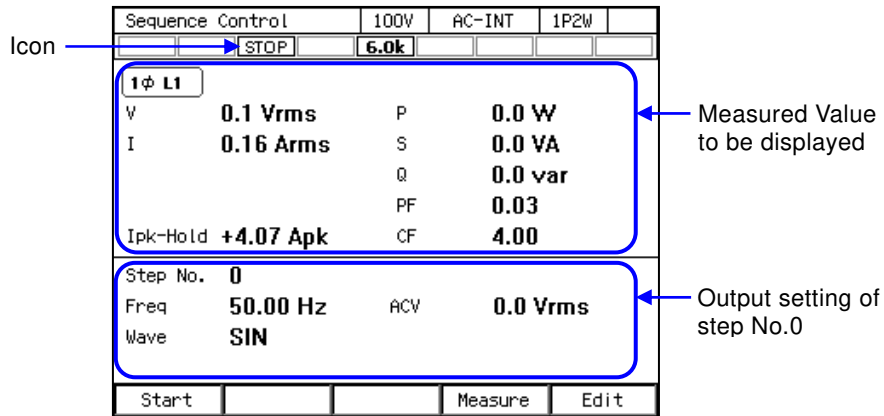 Sequence Control 100V AC-INT 1P2W
Icon STOP 6.0k
1ϕ L1
V 0.1 Vrms P 0.0 W
Measured Value
I 0.16 Arms S 0.0 VA
to be displayed
Q 0.0 var
PF 0.03
Ipk-Hold +4.07 Apk CF 4.00
Step No. 0
Freq 50.00 Hz ACV 0.0 Vrms
Output setting of
step No.0
Wave SIN
Start Measure Edit